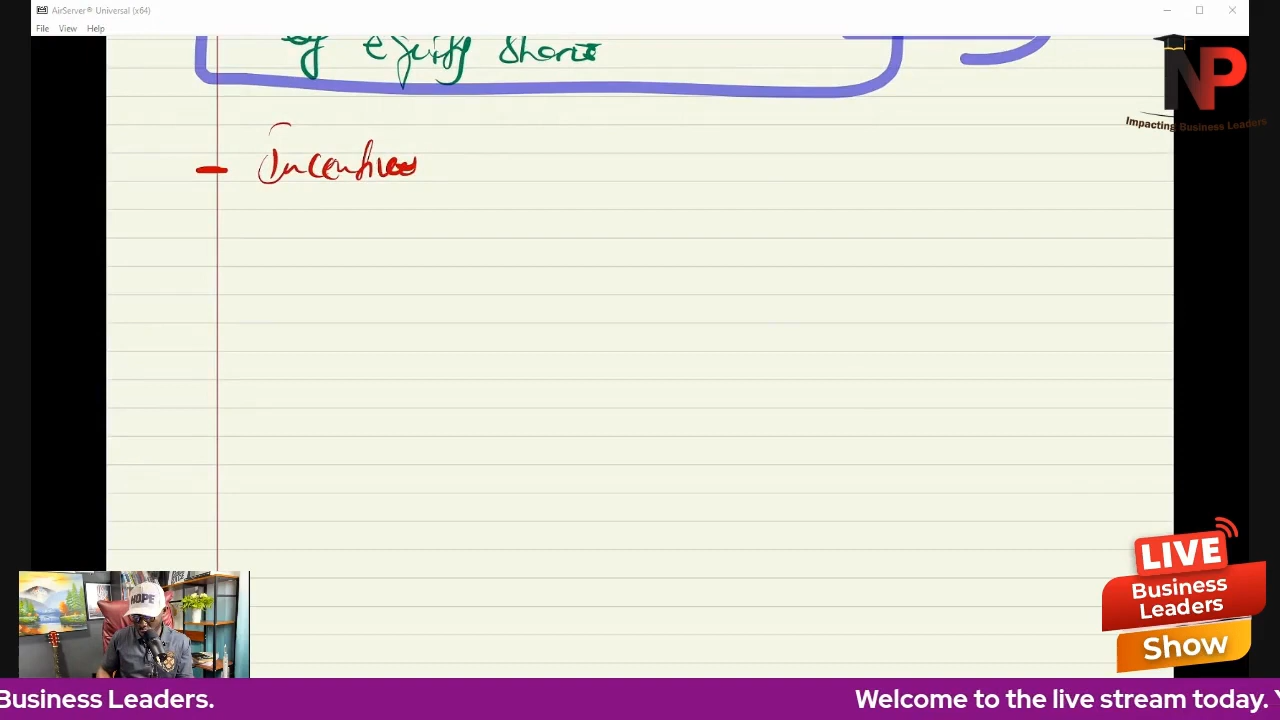 AirServer® Universal (x64)
File View Help
of equity shares
NP
Impacting Business Leaders
- Incentives
HOPE
LIVE
Business
Leaders
Show
Business Leaders. Welcome to the live stream today. Y